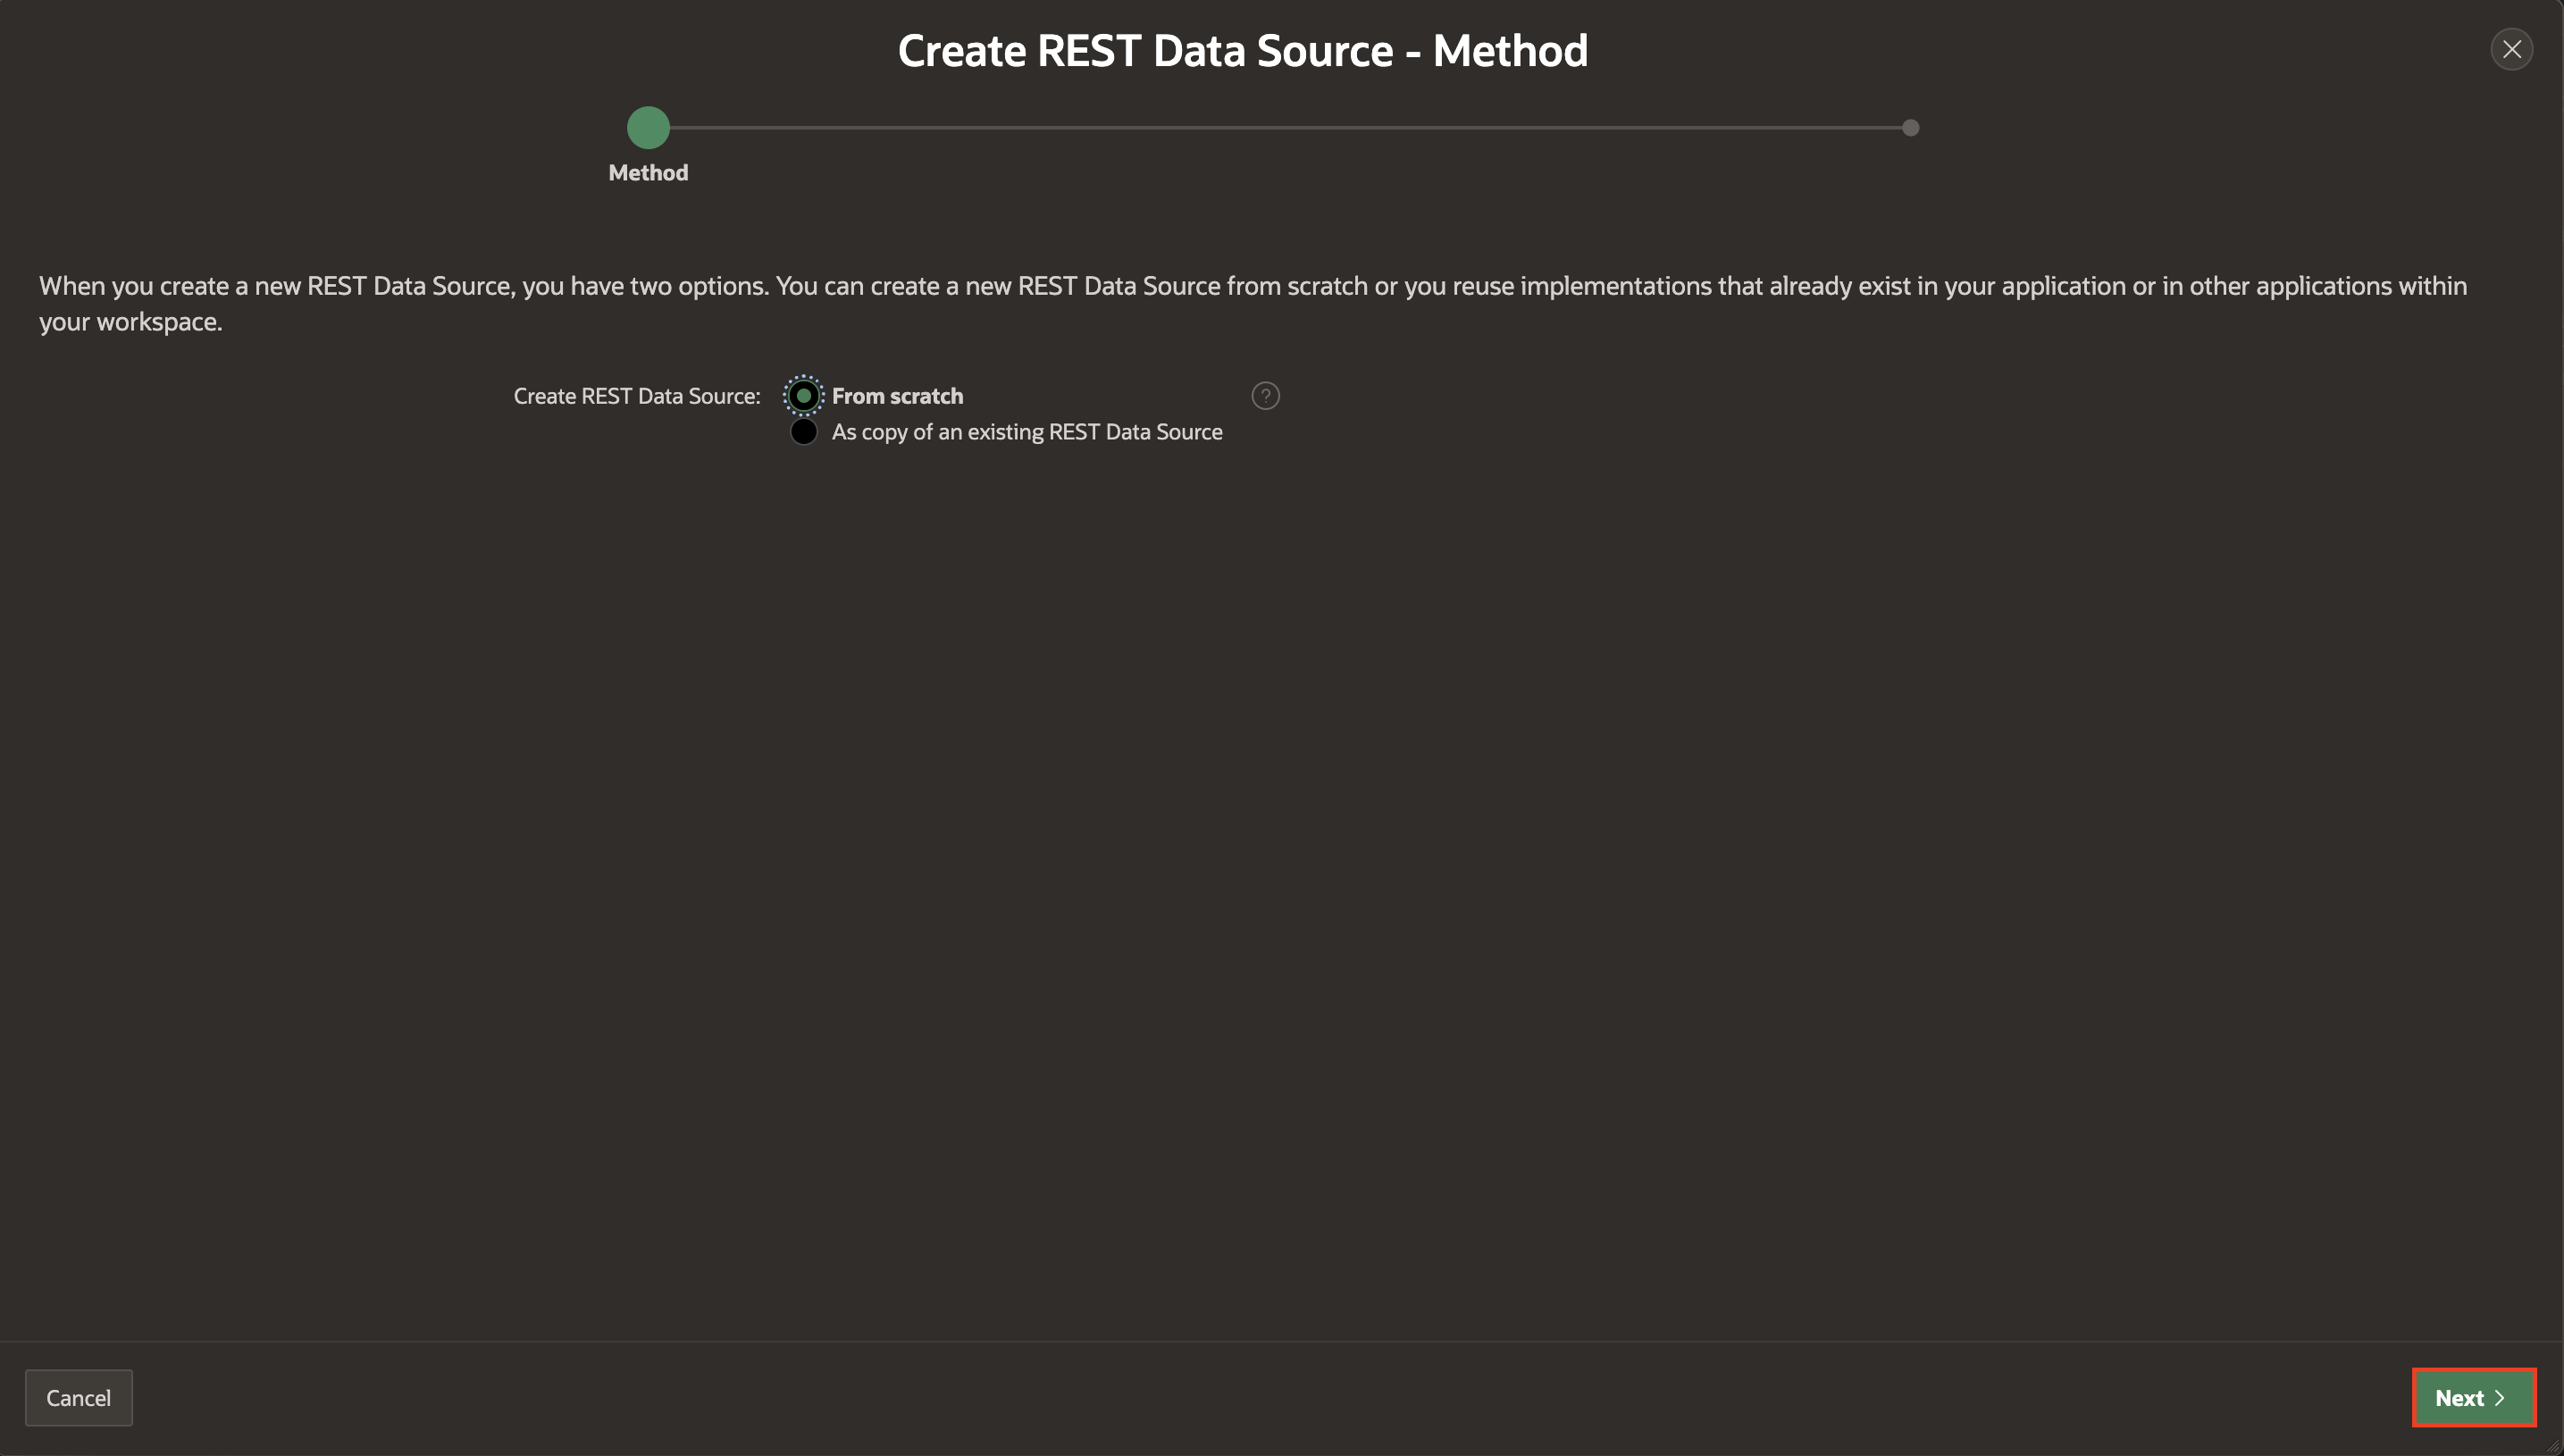 Create REST Data Source - Method
Method
When you create a new REST Data Source, you have two options. You can create a new REST Data Source from scratch or you reuse implementations that already exist in your application or in other applications within
your workspace.
Create REST Data Source: From scratch ?
As copy of an existing REST Data Source
Cancel Next